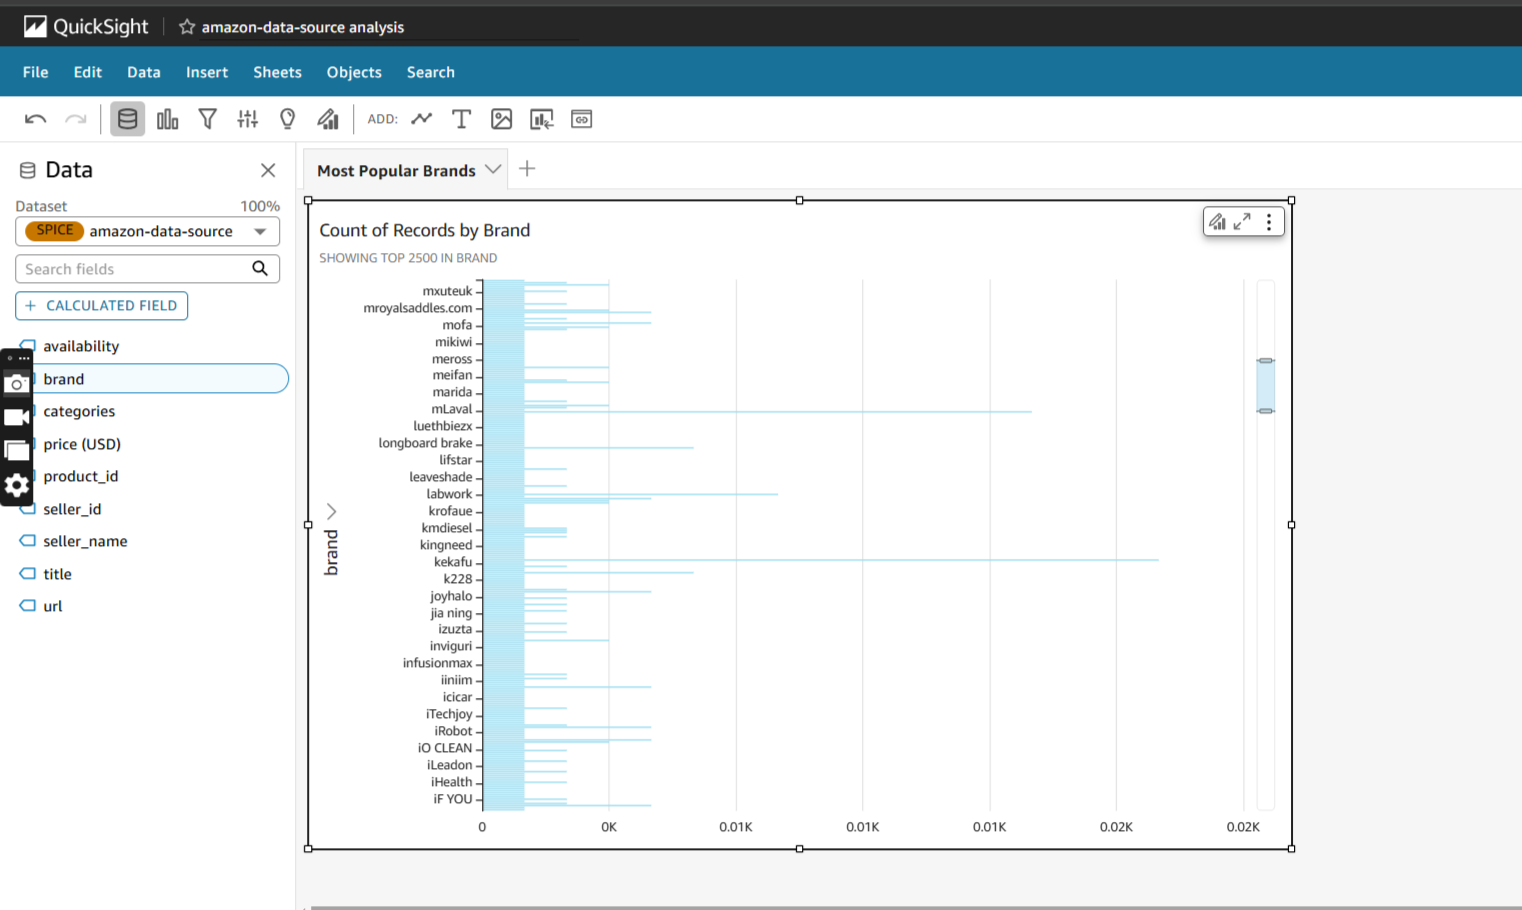 QuickSight
amazon-data-source analysis
File Edit Data Insert Sheets Objects Search
ADD:
Data
Dataset 100%
SPICE amazon-data-source
Search fields
+ CALCULATED FIELD
availability
brand
categories
price (USD)
product_id
seller_id
seller_name
title
url
Most Popular Brands
Count of Records by Brand
SHOWING TOP 2500 IN BRAND
brand
mxuteuk
mroyalsaddles.com
mofa
mikiwi
meross
meifan
marida
mLaval
luethbiezx
longboard brake
lifstar
leaveshade
labwork
krofaue
kmdiesel
kingneed
kekafu
k228
joyhalo
jia ning
izuzta
inviguri
infusionmax
iiniim
icicar
iTechjoy
iRobot
iO CLEAN
iLeadon
iHealth
iF YOU
0 0K 0.01K 0.01K 0.01K 0.02K 0.02K